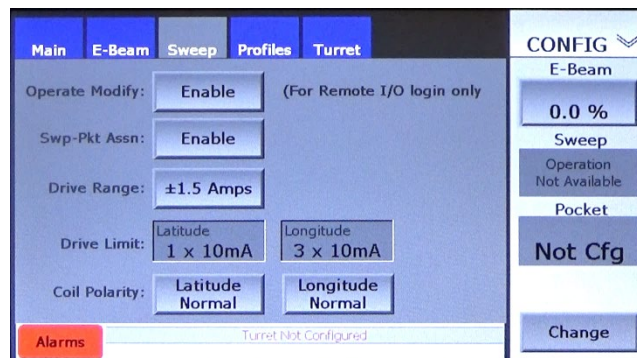 Main E-Beam Sweep Profiles Turret
CONFIG
E-Beam
Operate Modify: Enable (For Remote I/O login only
0.0 %
Swp-Pkt Assn: Enable
Sweep
Operation
Not Available
Drive Range: ±1.5 Amps
Pocket
Drive Limit: Latitude 1 x 10mA Longitude 3 x 10mA
Not Cfg
Coil Polarity: Latitude Normal Longitude Normal
Alarms
Turret Not Configured
Change